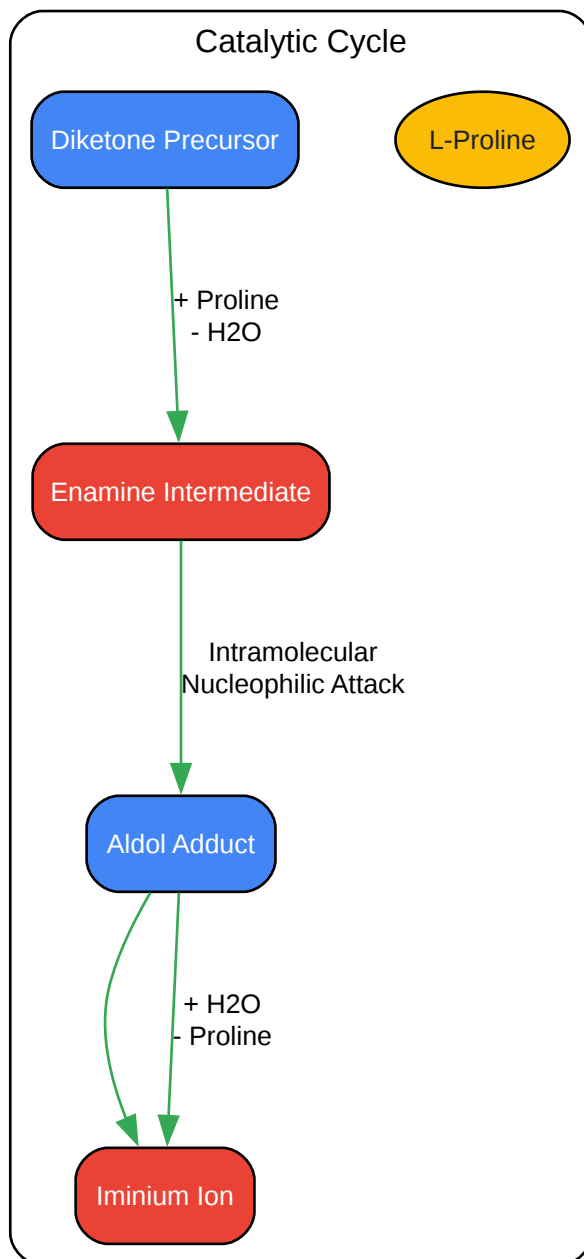 Catalytic Cycle
Diketone Precursor
L-Proline
+ Proline
- H2O
Enamine Intermediate
Intramolecular
Nucleophilic Attack
Aldol Adduct
+ H2O
- Proline
Iminium Ion